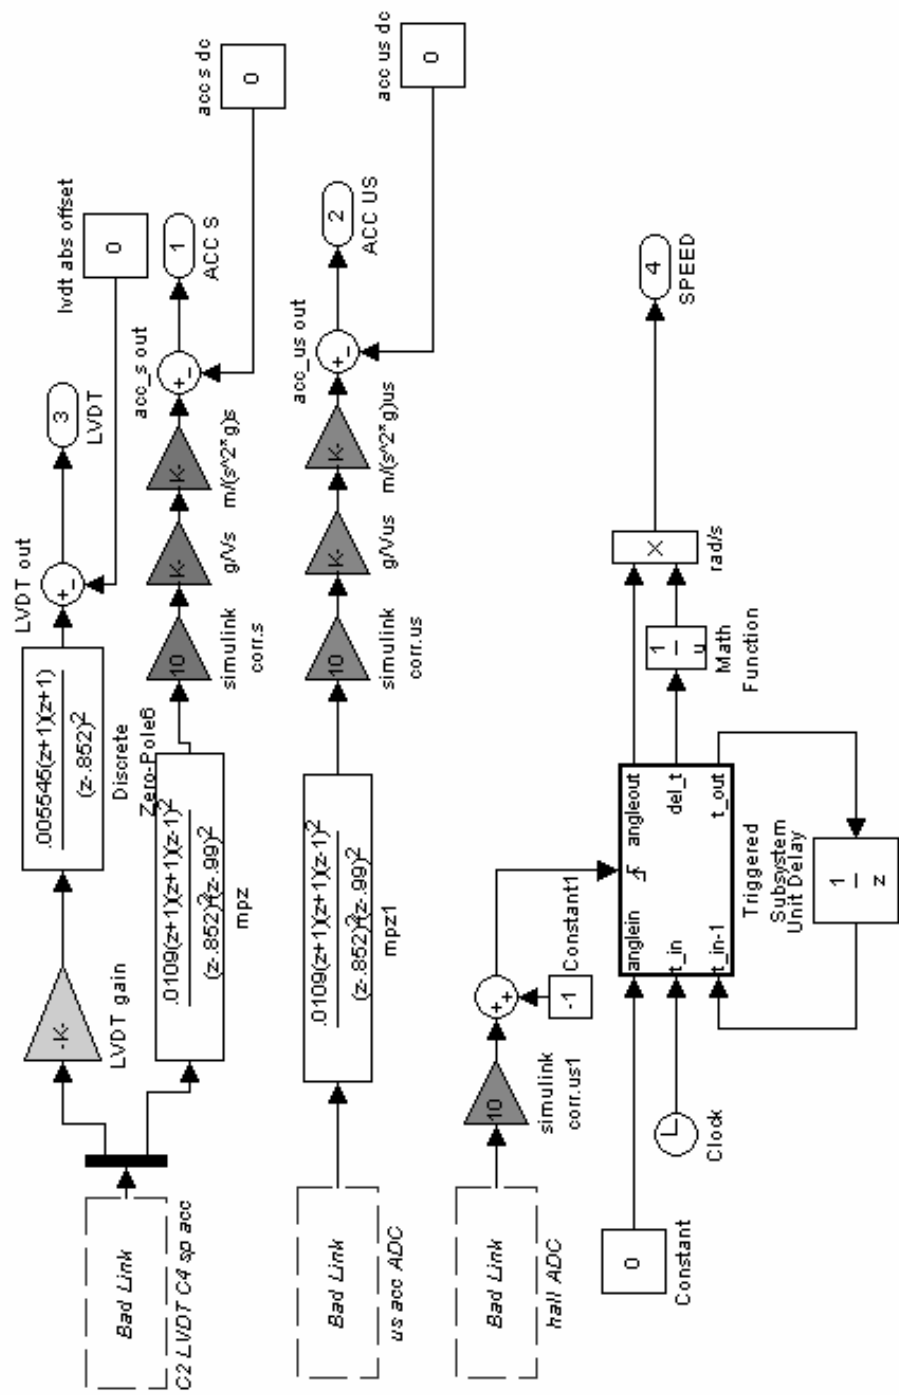 Bad Link
C2 LVDT C4 sp acc
-K-
LVDT gain
.005545(z+1)(z+1)
(z-.852)2
Discrete
Zero-Pole6
LVDT out
+
-
3
LVDT
lvdt abs offset
0
.0109(z+1)(z+1)(z-1)2
(z-.852)2(z-.99)2
mpz
10
simulink
corr.s
K-
g/Vs
K-
m/(s^2*g)s
acc_s out
+
-
1
ACC S
acc s dc
0
Bad Link
us acc ADC
.0109(z+1)(z+1)(z-1)2
(z-.852)2(z-.99)2
mpz1
10
simulink
corr.us
K-
g/Vus
K-
m/(s^2*g)us
acc_us out
+
-
2
ACC US
acc us dc
0
Bad Link
hall ADC
10
simulink
corr.us1
+
+
-1
Constant1
0
Constant
Clock
anglein
t_in
t_in-1
angleout
del_t
t_out
Triggered
Subsystem
Unit Delay
1
z
1
u
Math
Function
×
rad/s
4
SPEED